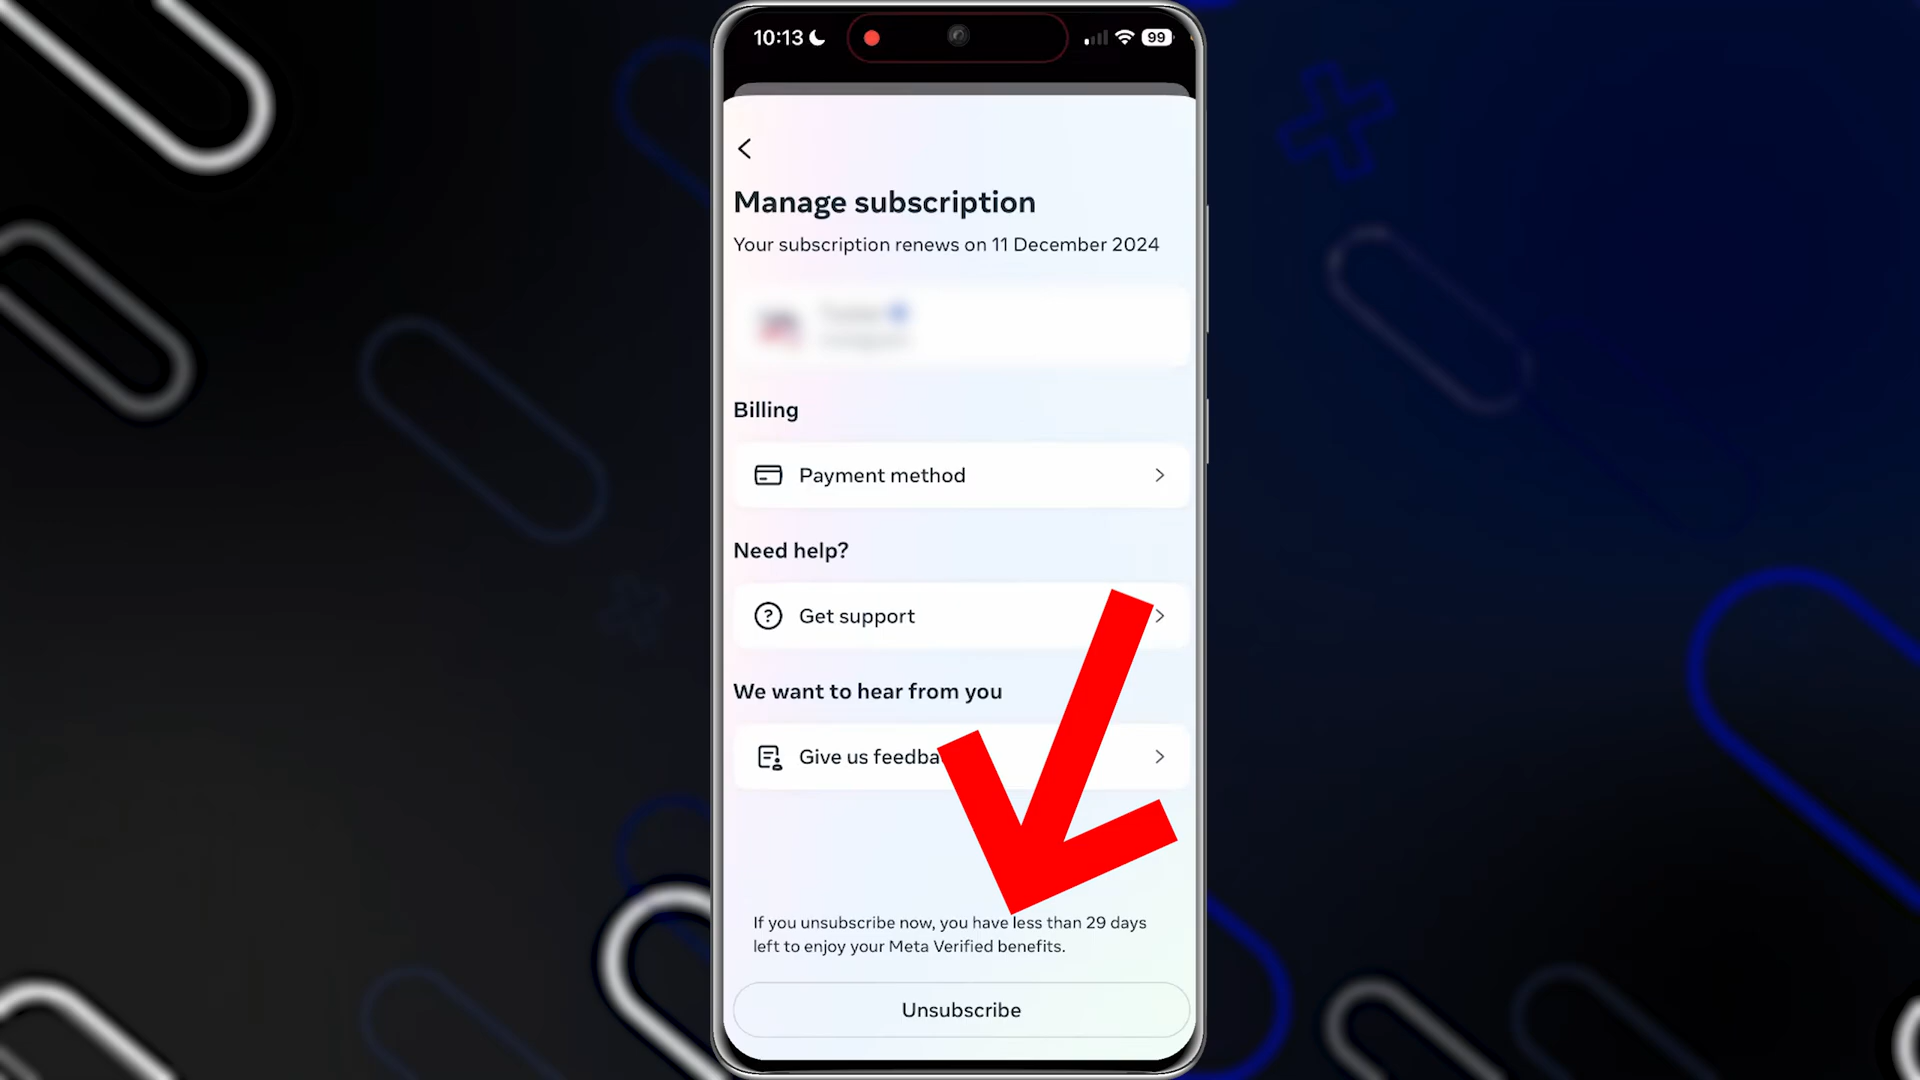 10:13
99
Manage subscription
Your subscription renews on 11 December 2024
Billing
Payment method
Need help?
Get support
We want to hear from you
Give us feedba
If you unsubscribe now, you have less than 29 days
left to enjoy your Meta Verified benefits.
Unsubscribe